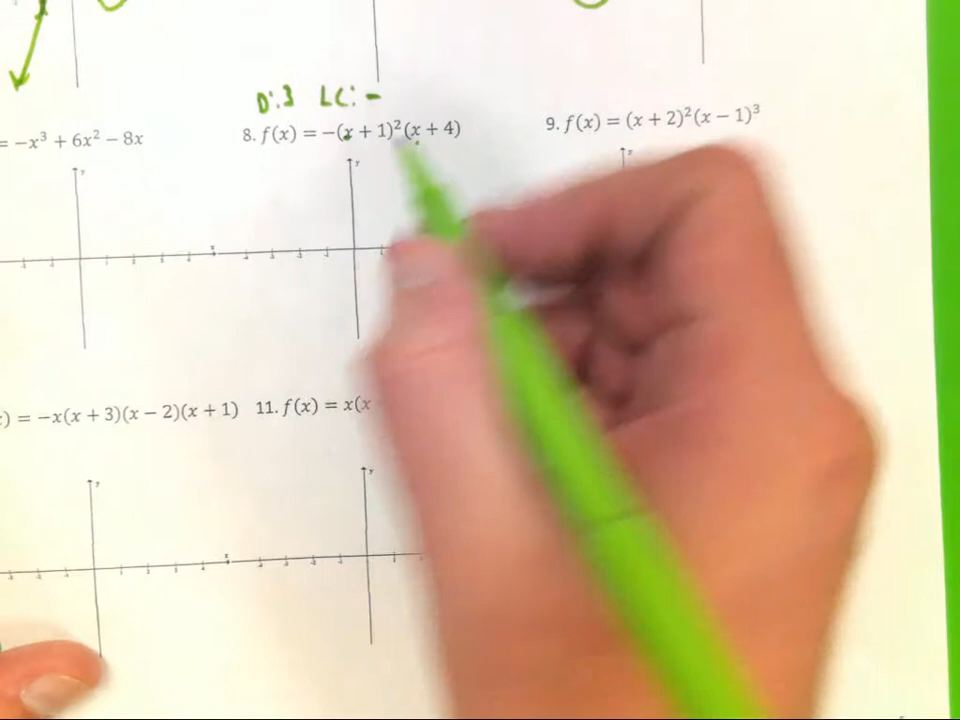 D:3 LC: -
= −x³ + 6x² − 8x
8. f(x) = −(x + 1)²(x + 4)
9. f(x) = (x + 2)²(x − 1)³
y
y
y
x
) = −x(x + 3)(x − 2)(x + 1)
11. f(x) = x(x
y
y
x